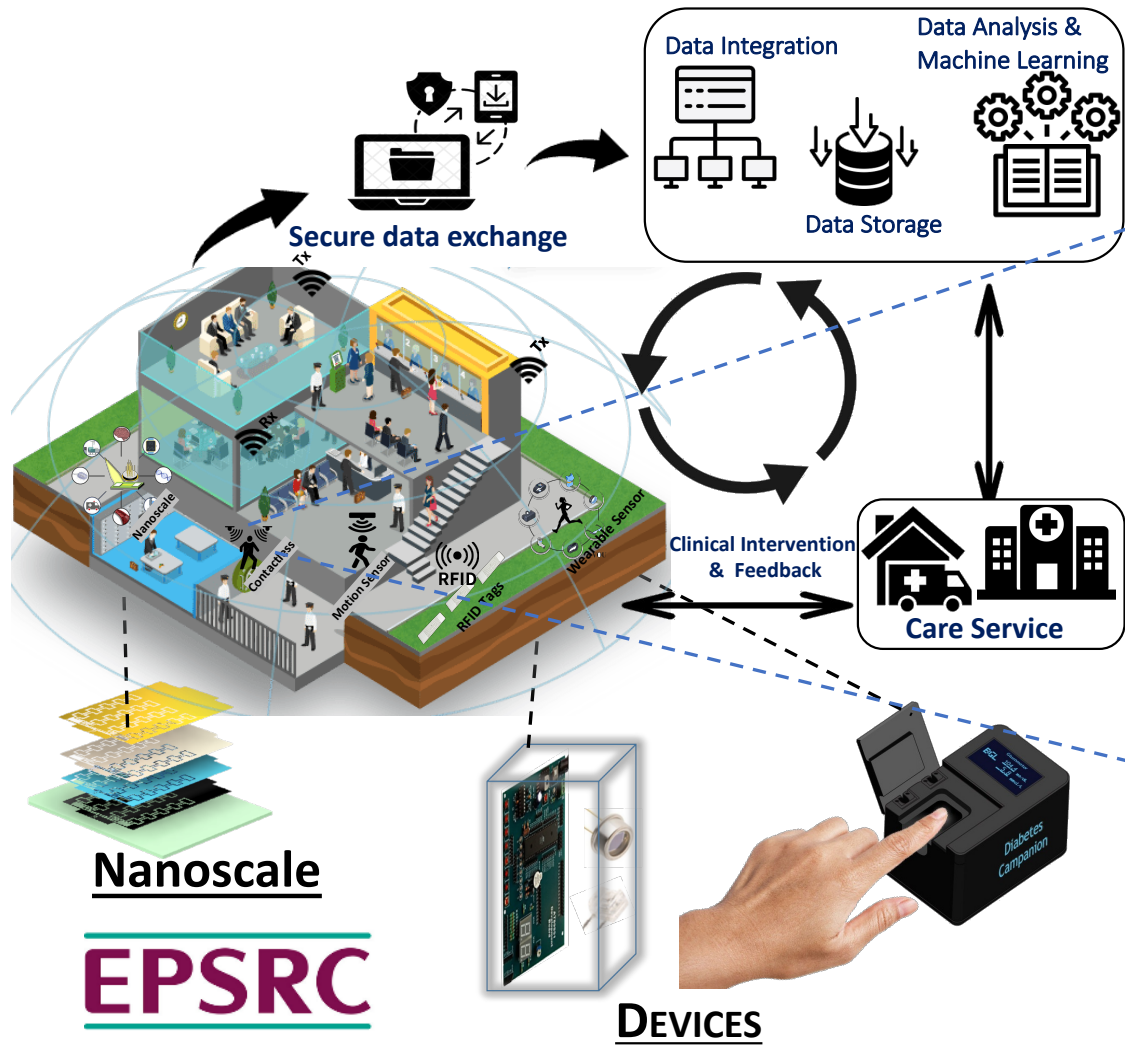 Data Integration
Data Analysis &
Machine Learning
Data Storage
Secure data exchange
Tx
Tx
Rx
Nanoscale
Contactless
Motion Sensor
RFID
RFID Tags
Wearable Sensor
Clinical Intervention
& Feedback
Care Service
BGL
Diabetes
Campanion
Nanoscale
EPSRC
DEVICES